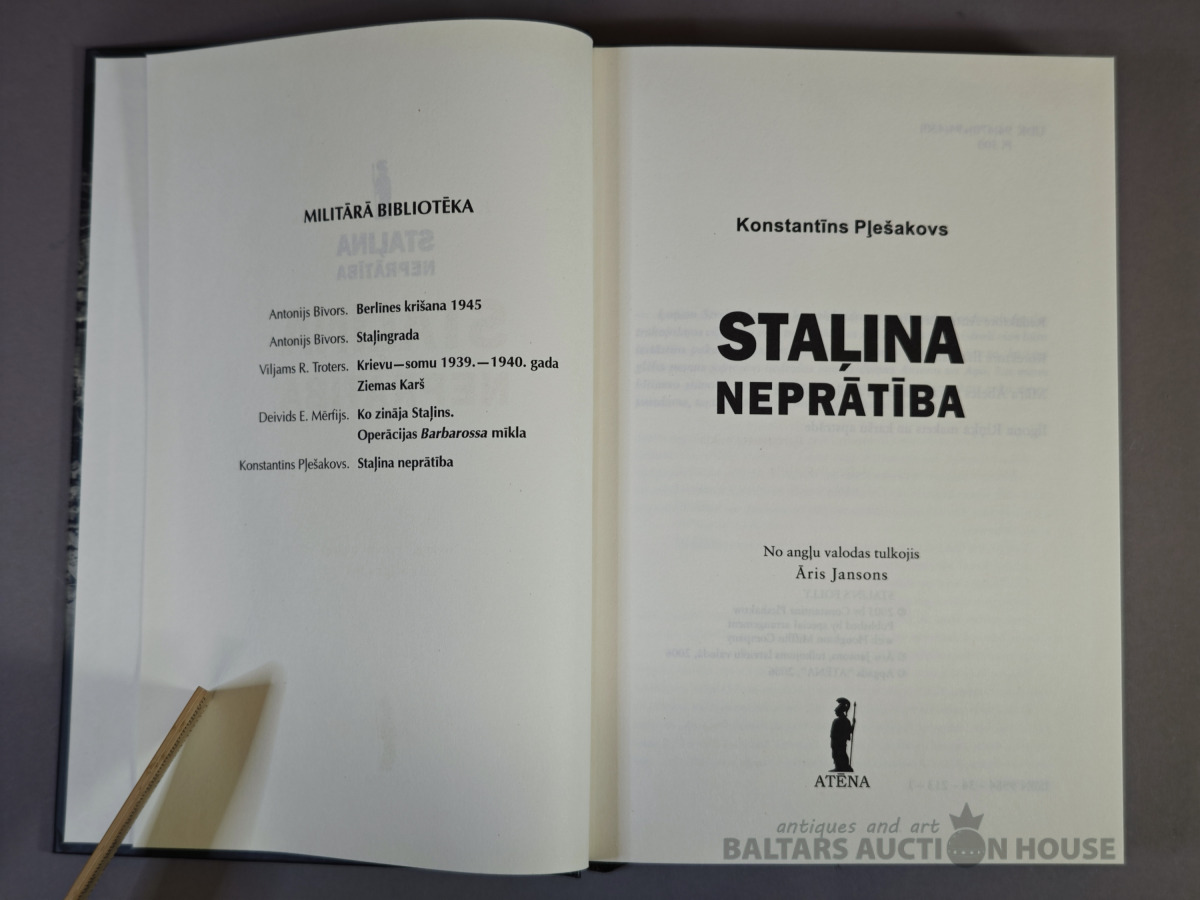 MILITĀRĀ BIBLIOTĒKA
Antonijs Bīvors. Berlīnes krišana 1945
Antonijs Bīvors. Staļingrada
Viljams R. Troters. Krievu—somu 1939.—1940. gada
Ziemas Karš
Deivids E. Mērfijs. Ko zināja Staļins.
Operācijas Barbarossa mīkla
Konstantīns Pļešakovs. Staļina neprātība
Konstantīns Pļešakovs
STAĻINA
NEPRĀTĪBA
No angļu valodas tulkojis
Āris Jansons
ATĒNA
antiques and art
BALTARS AUCTION HOUSE